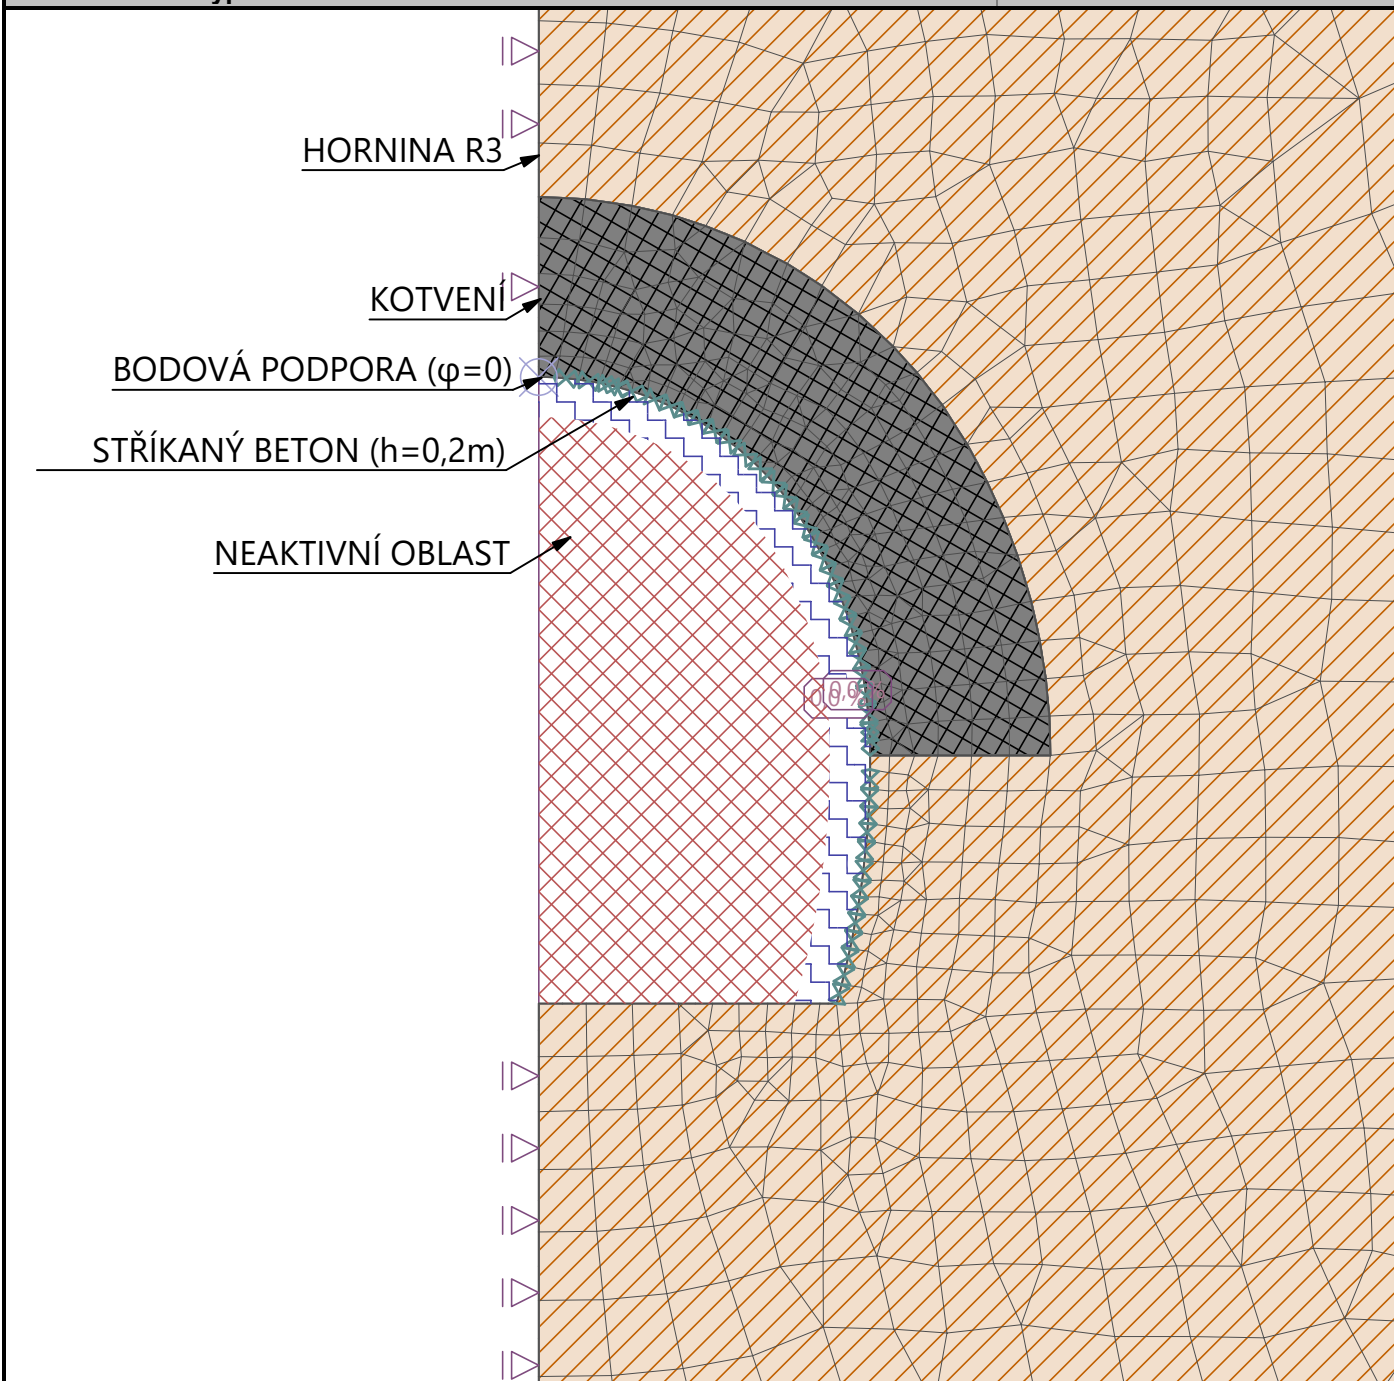 HORNINA R3
KOTVENÍ
BODOVÁ PODPORA (φ=0)
STŘÍKANÝ BETON (h=0,2m)
NEAKTIVNÍ OBLAST